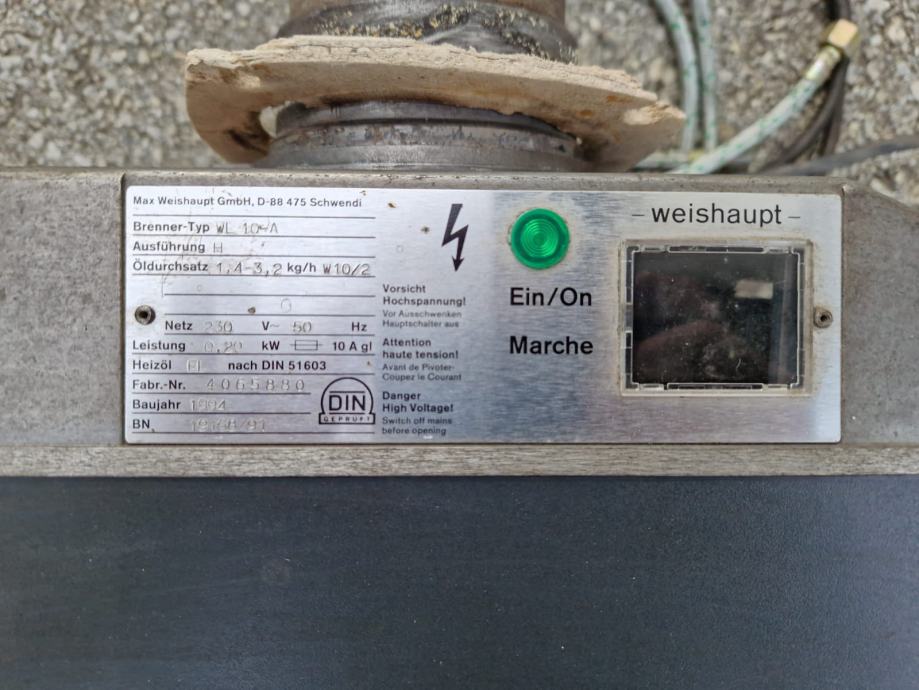 Max Weishaupt GmbH, D-88 475 Schwendi
Brenner-Typ WL 10-A
Ausführung H
Öldurchsatz 1,4-3,2 kg/h W10/2
Netz 230 V~ 50 Hz
Leistung 0,20 kW 10 A gl
Heizöl El nach DIN 51603
Fabr.-Nr. 4065880
Baujahr 1994
BN.
DIN
GEPRÜFT
Vorsicht
Hochspannung!
Vor Ausschwenken
Hauptschalter aus
Attention
haute tension!
Avant de Pivoter-
Coupez le Courant
Danger
High Voltage!
Switch off mains
before opening
Ein/On
Marche
– weishaupt –